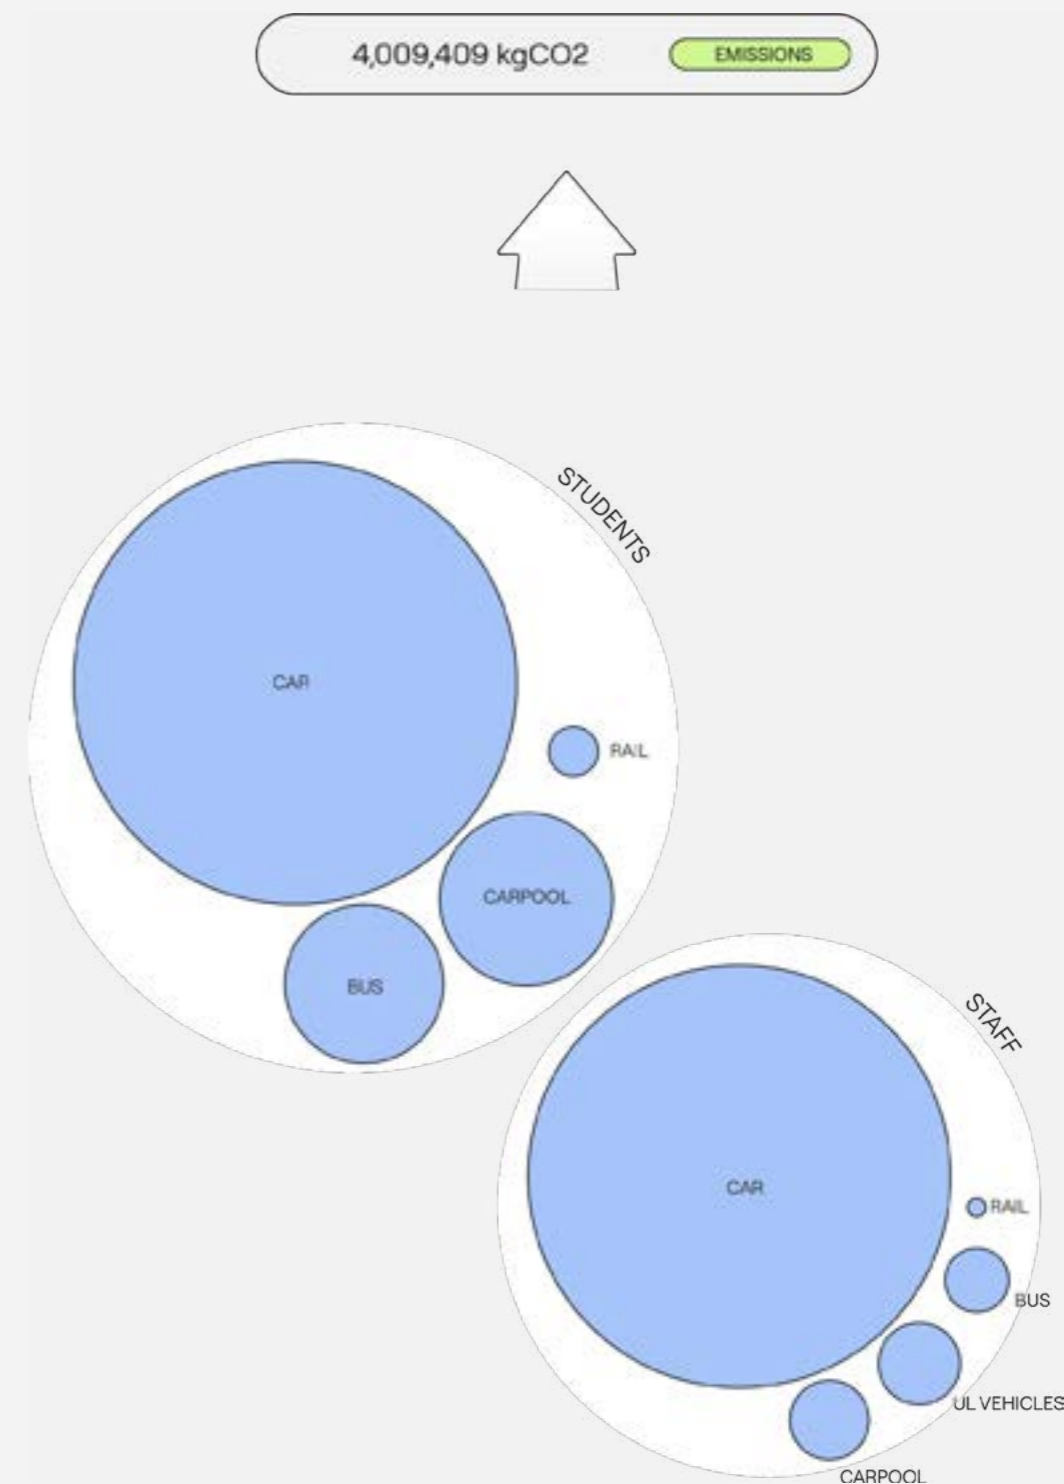 4,009,409 kgCO2
EMISSIONS
STUDENTS
CAR
RAIL
CARPOOL
BUS
STAFF
CAR
RAIL
BUS
UL VEHICLES
CARPOOL